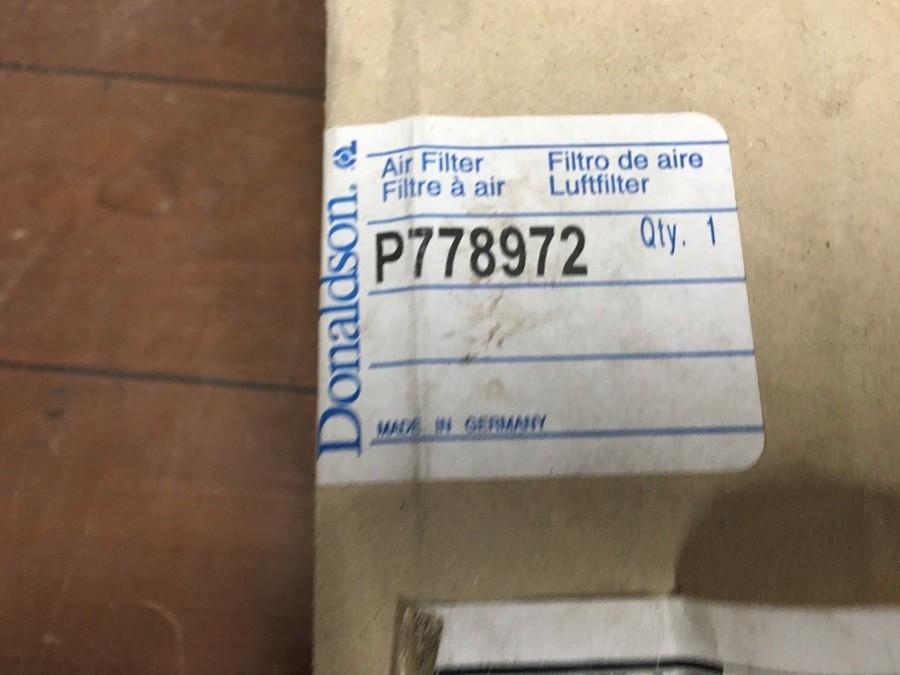 Donaldson.
Air Filter Filtro de aire
Filtre à air Luftfilter
P778972 Qty. 1
MADE IN GERMANY